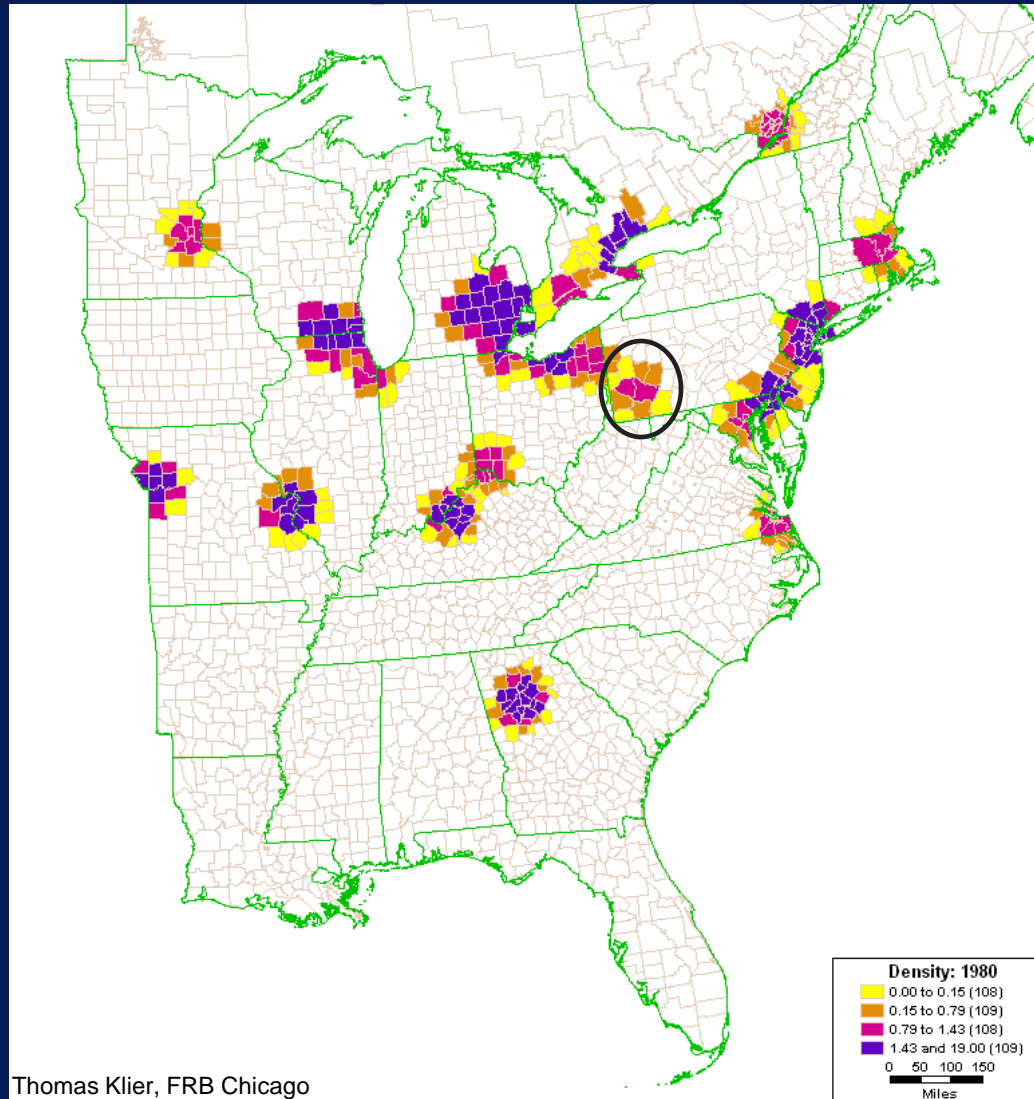 Density: 1980
0.00 to 0.15 (108)
0.15 to 0.79 (109)
0.79 to 1.43 (108)
1.43 and 19.00 (109)
0 50 100 150
Miles
Thomas Klier, FRB Chicago